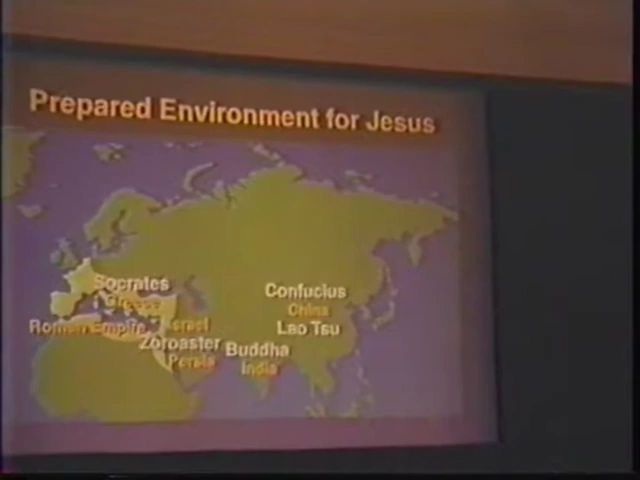 Prepared Environment for Jesus
Socrates
Greece
Confucius
China
Lao Tsu
Roman Empire
Israel
Zoroaster
Persia
Buddha
India